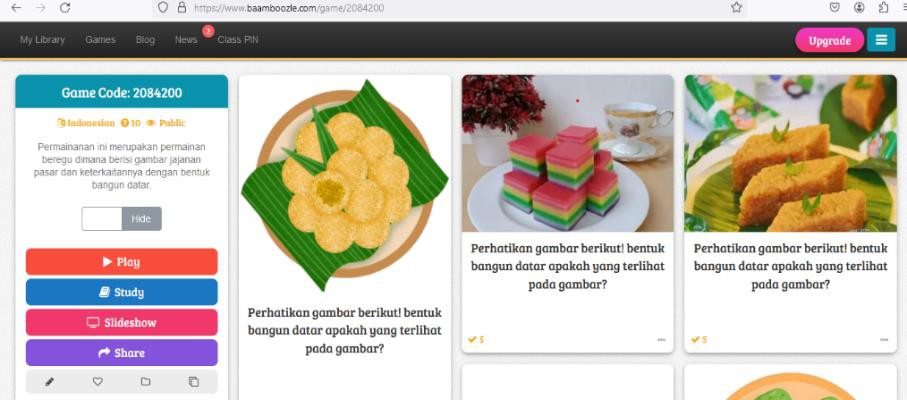 https://www.baamboozle.com/game/2084200
My Library Games Blog News 2 Class PIN Upgrade
Game Code: 2084200
Indonesian 10 Public
Permainanan ini merupakan permainan
beregu dimana berisi gambar jajanan
pasar dan keterkaitannya dengan bentuk
bangun datar.
Hide
Play
Study
Slideshow
Share
Perhatikan gambar berikut! bentuk
bangun datar apakah yang terlihat
pada gambar?
Perhatikan gambar berikut! bentuk
bangun datar apakah yang terlihat
pada gambar?
5
Perhatikan gambar berikut! bentuk
bangun datar apakah yang terlihat
pada gambar?
5